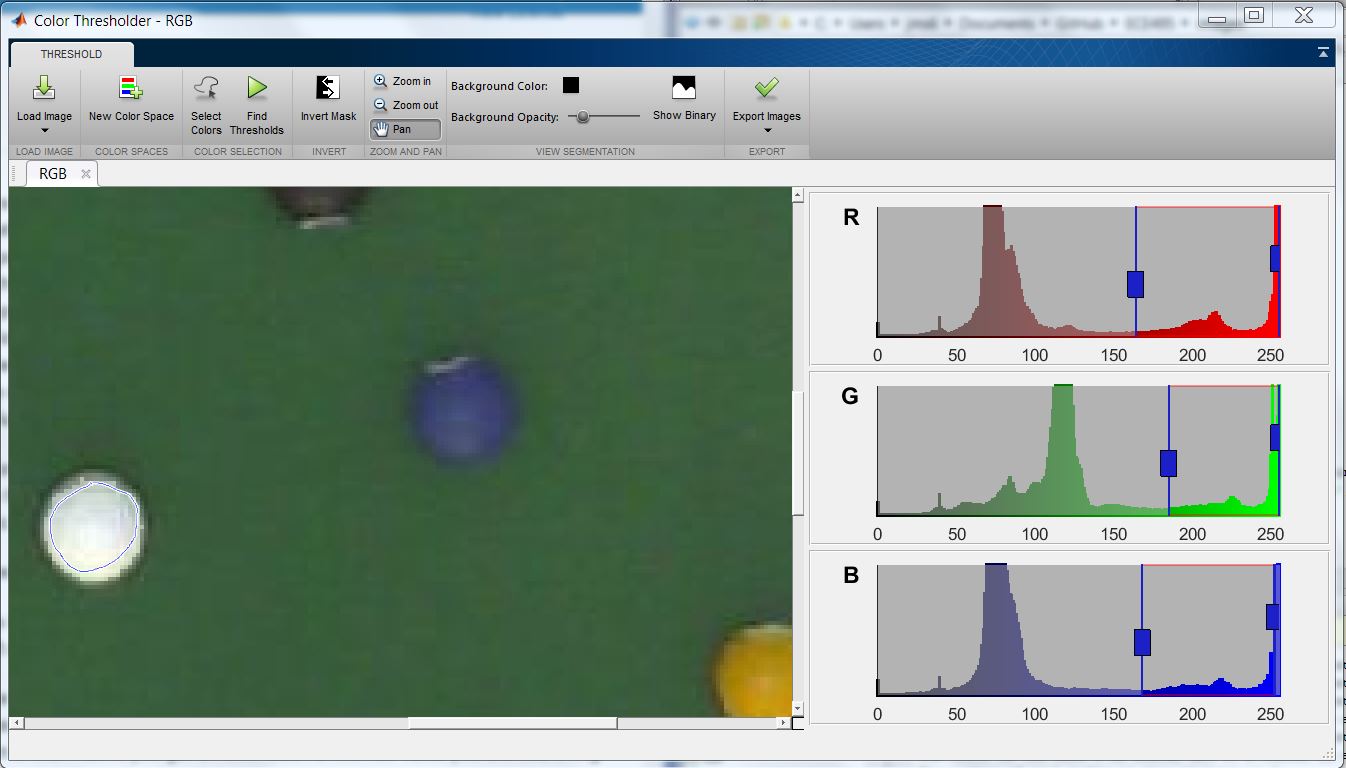 Color Thresholder - RGB
THRESHOLD
Load Image
New Color Space
Select Colors
Find Thresholds
Invert Mask
Zoom in
Zoom out
Pan
Background Color:
Background Opacity:
Show Binary
Export Images
LOAD IMAGE
COLOR SPACES
COLOR SELECTION
INVERT
ZOOM AND PAN
VIEW SEGMENTATION
EXPORT
RGB
R
0 50 100 150 200 250
G
0 50 100 150 200 250
B
0 50 100 150 200 250